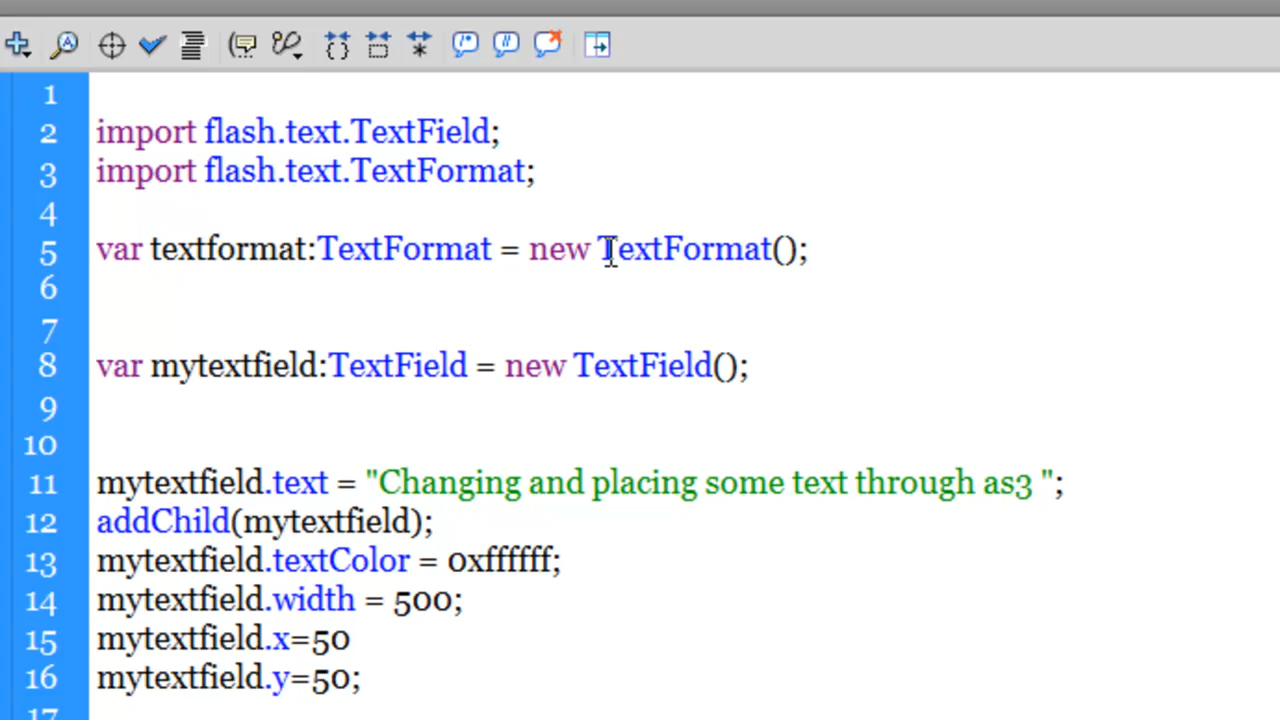 1
2 import flash.text.TextField;
3 import flash.text.TextFormat;
4
5 var textformat:TextFormat = new TextFormat();
6
7
8 var mytextfield:TextField = new TextField();
9
10
11 mytextfield.text = "Changing and placing some text through as3 ";
12 addChild(mytextfield);
13 mytextfield.textColor = 0xffffff;
14 mytextfield.width = 500;
15 mytextfield.x=50
16 mytextfield.y=50;
17